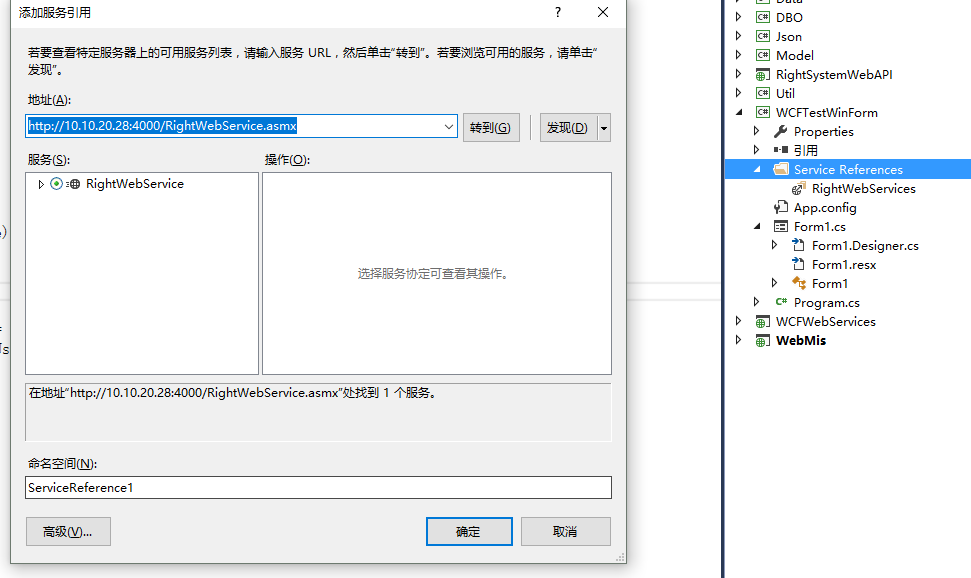 添加服务引用
?
若要查看特定服务器上的可用服务列表，请输入服务 URL，然后单击“转到”。若要浏览可用的服务，请单击“
发现”。
地址(A):
http://10.10.20.28:4000/RightWebService.asmx
转到(G)
发现(D)
服务(S):
操作(O):
RightWebService
选择服务协定可查看其操作。
在地址“http://10.10.20.28:4000/RightWebService.asmx”处找到 1 个服务。
命名空间(N):
ServiceReference1
高级(V)...
确定
取消
Data
DBO
Json
Model
RightSystemWebAPI
Util
WCFTestWinForm
Properties
引用
Service References
RightWebServices
App.config
Form1.cs
Form1.Designer.cs
Form1.resx
Form1
Program.cs
WCFWebServices
WebMis